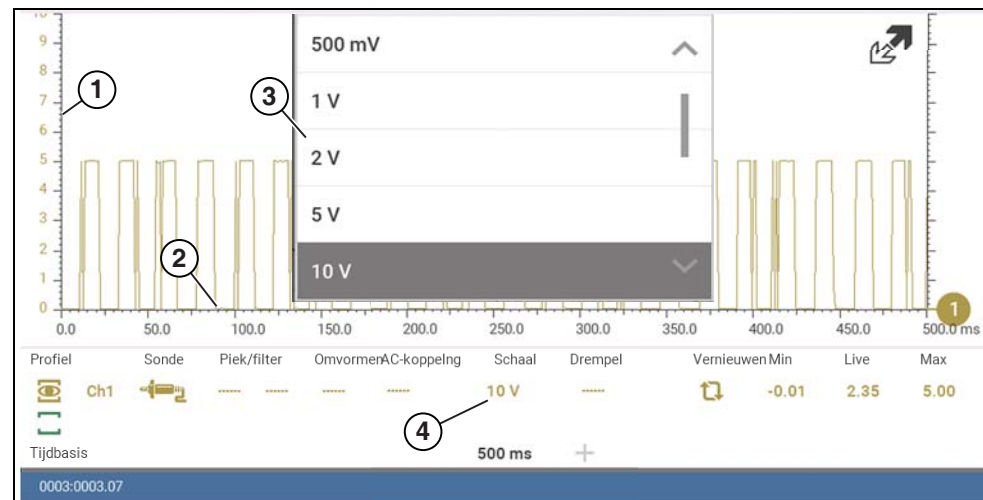 10
9
8
7
6
5
4
3
2
1
0
1
2
3
500 mV
1 V
2 V
5 V
10 V
1
0.0 50.0 100.0 150.0 200.0 250.0 300.0 350.0 400.0 450.0 500.0 ms
Profiel Sonde Piek/filter Omvormen AC-koppelng Schaal Drempel Vernieuwen Min Live Max
Ch1 ------ ------ ------ ------ 10 V ------ -0.01 2.35 5.00
4
Tijdbasis 500 ms +
0003:0003.07